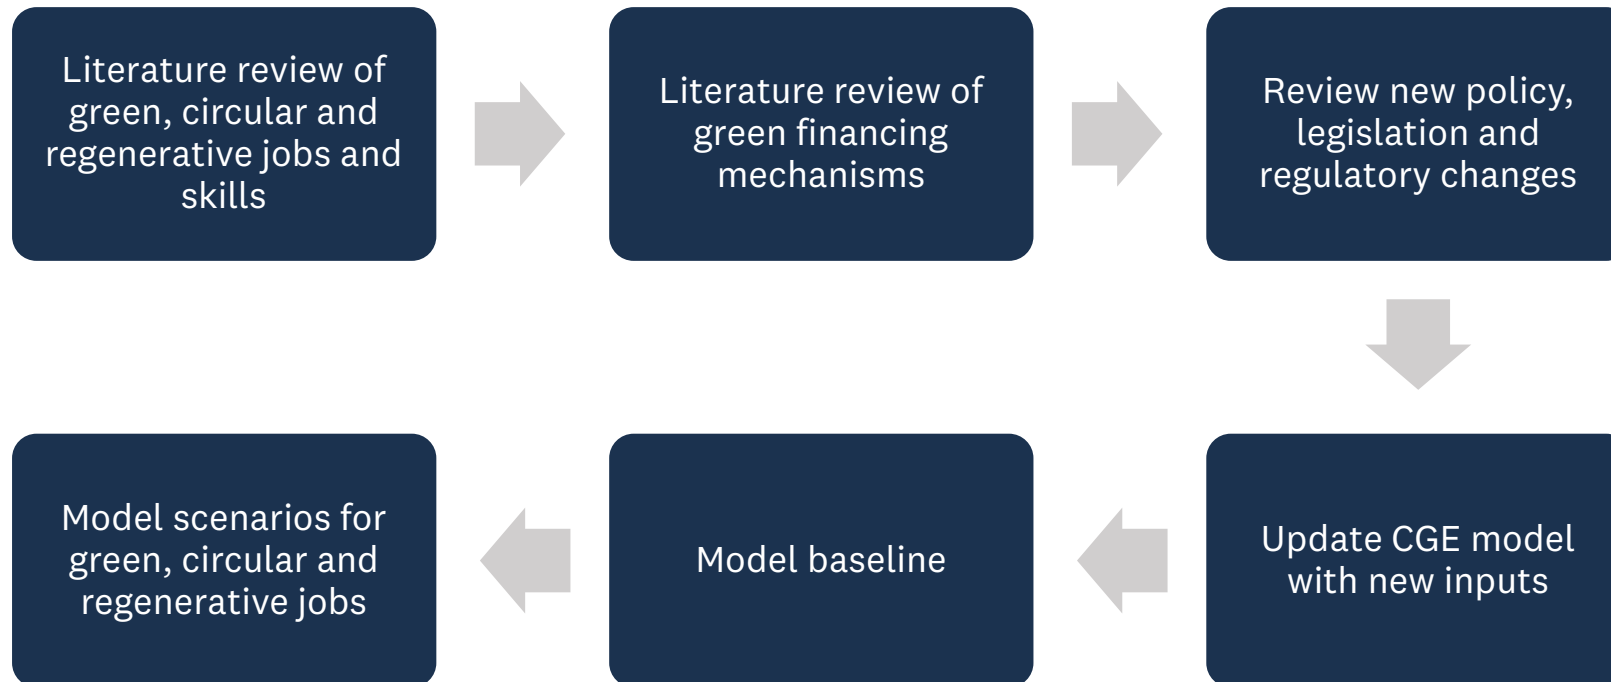 Literature review of
green, circular and
regenerative jobs and
skills
Literature review of
green financing
mechanisms
Review new policy,
legislation and
regulatory changes
Update CGE model
with new inputs
Model baseline
Model scenarios for
green, circular and
regenerative jobs